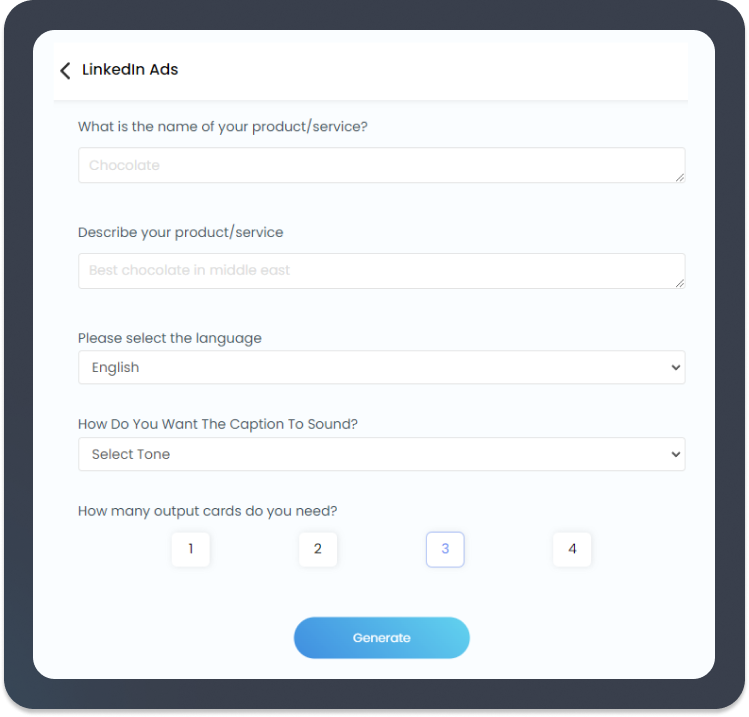 LinkedIn Ads
What is the name of your product/service?
Chocolate
Describe your product/service
Best chocolate in middle east
Please select the language
English
How Do You Want The Caption To Sound?
Select Tone
How many output cards do you need?
1 2 3 4
Generate